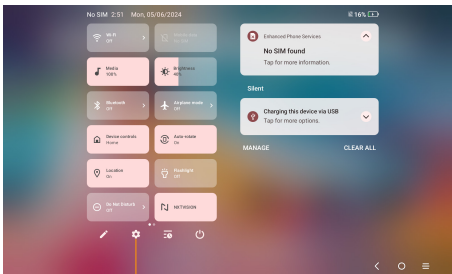 No SIM 2:51 Mon, 05/06/2024
16%
Wi-Fi
Off
Media
100%
Brightness
Bluetooth
Off
Airplane mode
Off
Device controls
Home
Auto-rotate
On
Location
On
Flashlight
Off
Do Not Disturb
Off
NXTVISION
Enhanced Phone Services
No SIM found
Tap for more information.
Silent
Charging this device via USB
Tap for more options.
MANAGE
CLEAR ALL